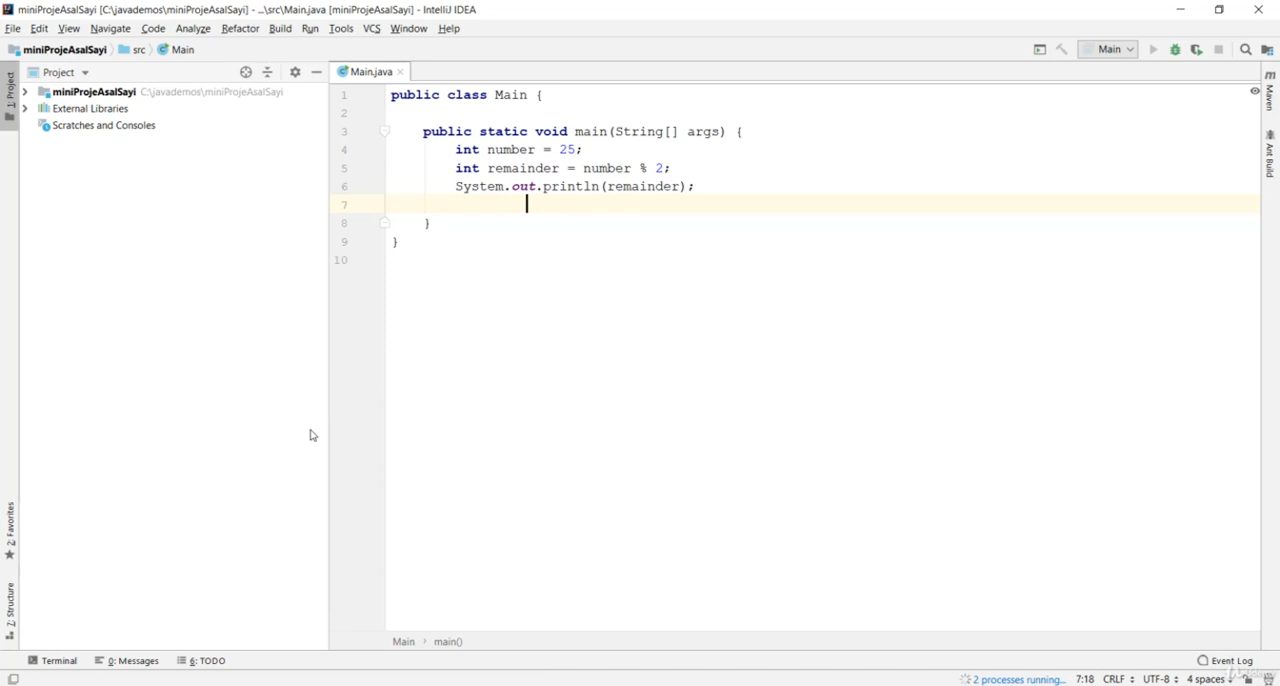 miniProjeAsalSayi [C:\javademos\miniProjeAsalSayi] - ...\src\Main.java [miniProjeAsalSayi] - IntelliJ IDEA
File Edit View Navigate Code Analyze Refactor Build Run Tools VCS Window Help
miniProjeAsalSayi src Main Main
Project Main.java
1: Project
miniProjeAsalSayi C:\javademos\miniProjeAsalSayi
External Libraries
Scratches and Consoles
1 public class Main {
2
3 public static void main(String[] args) {
4 int number = 25;
5 int remainder = number % 2;
6 System.out.println(remainder);
7
8 }
9 }
10
Maven
Ant Build
2: Favorites
7: Structure
Main › main()
Terminal 0: Messages 6: TODO Event Log
2 processes running... 7:18 CRLF UTF-8 4 spaces